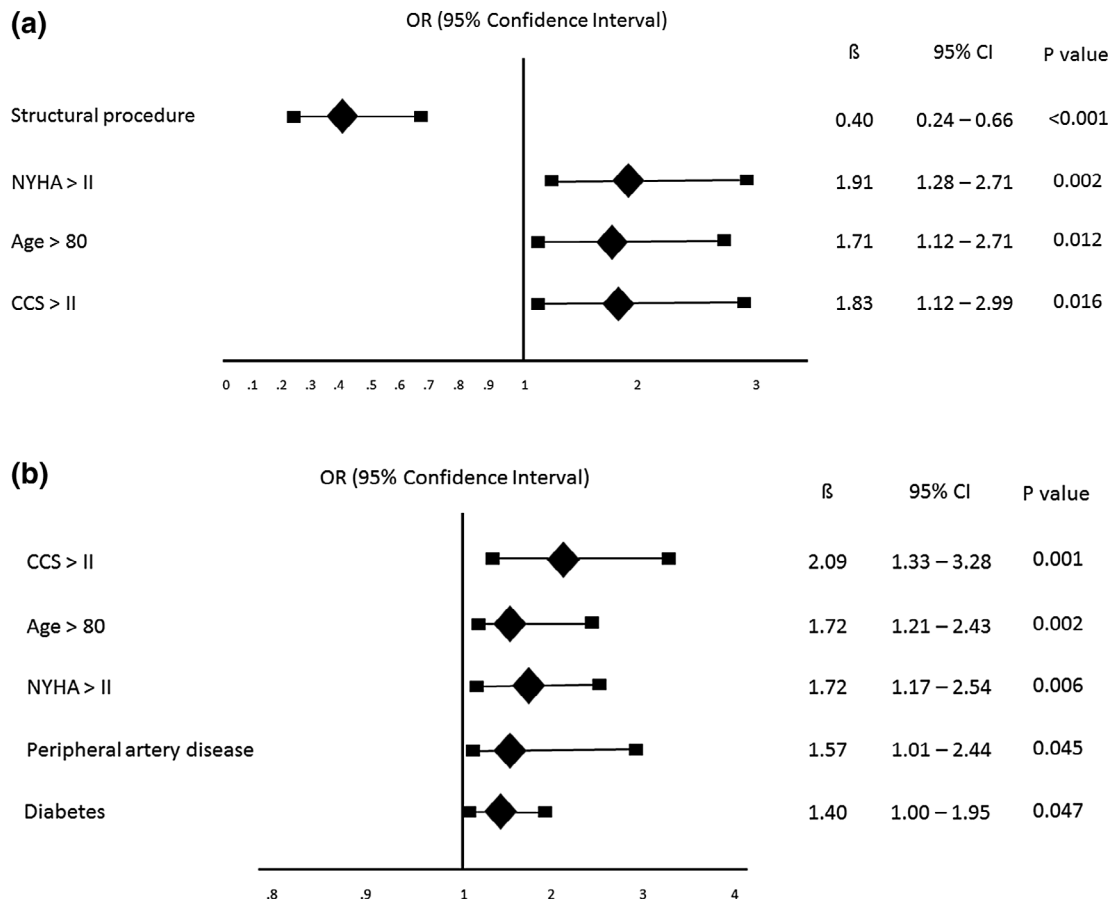 (a)
OR (95% Confidence Interval)
ß 95% CI P value
Structural procedure 0.40 0.24 – 0.66 <0.001
NYHA > II 1.91 1.28 – 2.71 0.002
Age > 80 1.71 1.12 – 2.71 0.012
CCS > II 1.83 1.12 – 2.99 0.016
0 .1 .2 .3 .4 .5 .6 .7 .8 .9 1 2 3
(b)
OR (95% Confidence Interval)
ß 95% CI P value
CCS > II 2.09 1.33 – 3.28 0.001
Age > 80 1.72 1.21 – 2.43 0.002
NYHA > II 1.72 1.17 – 2.54 0.006
Peripheral artery disease 1.57 1.01 – 2.44 0.045
Diabetes 1.40 1.00 – 1.95 0.047
.8 .9 1 2 3 4